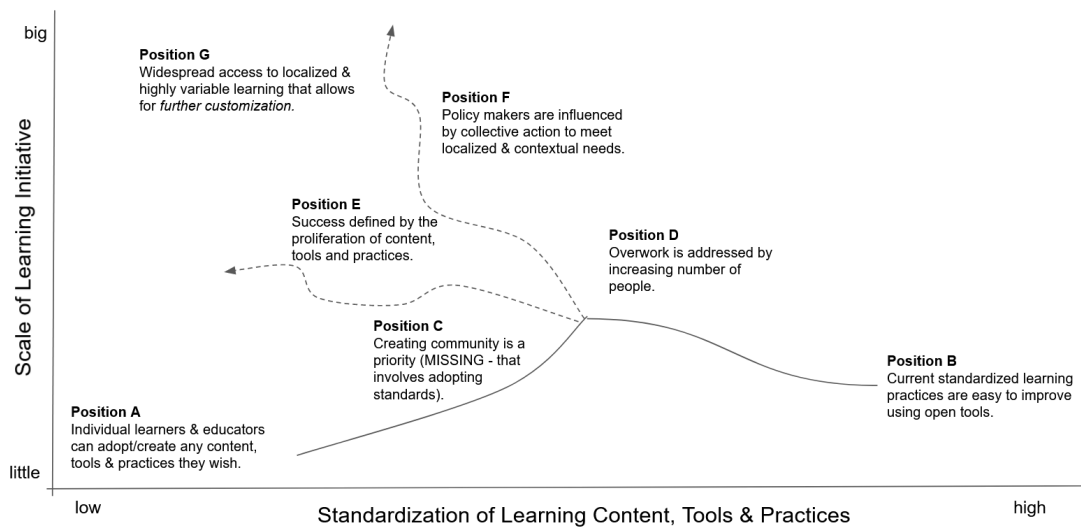 big
Position G
Widespread access to localized &
highly variable learning that allows
for further customization.
Position F
Policy makers are influenced
by collective action to meet
localized & contextual needs.
Scale of Learning Initiative
Position E
Success defined by the
proliferation of content,
tools and practices.
Position D
Overwork is addressed by
increasing number of
people.
Position C
Creating community is a
priority (MISSING - that
involves adopting
standards).
Position B
Current standardized learning
practices are easy to improve
using open tools.
Position A
Individual learners & educators
can adopt/create any content,
tools & practices they wish.
little
low
high
Standardization of Learning Content, Tools & Practices